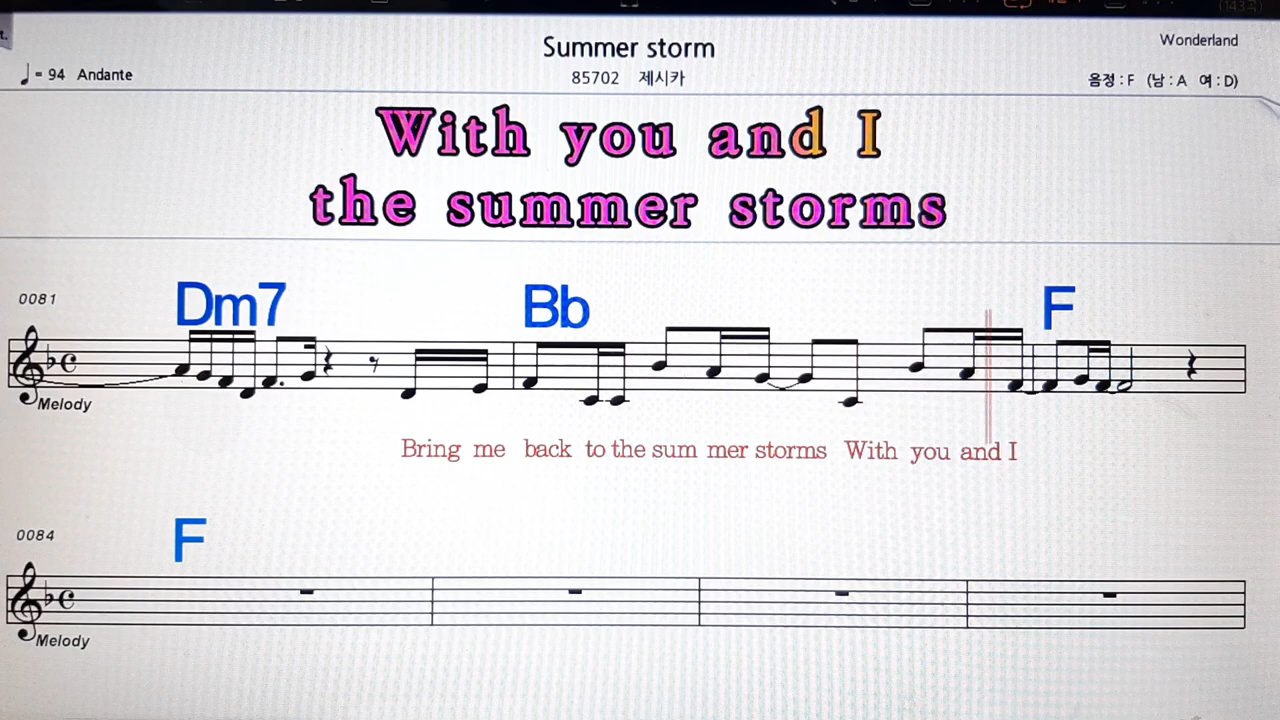 t.
Summer storm
Wonderland
♩= 94 Andante
85702 제시카
음정 : F (남 : A 여 : D)
With you and I
the summer storms
0081
Dm7 Bb F
Melody
Bring me back to the sum mer storms With you and I
0084
F
Melody